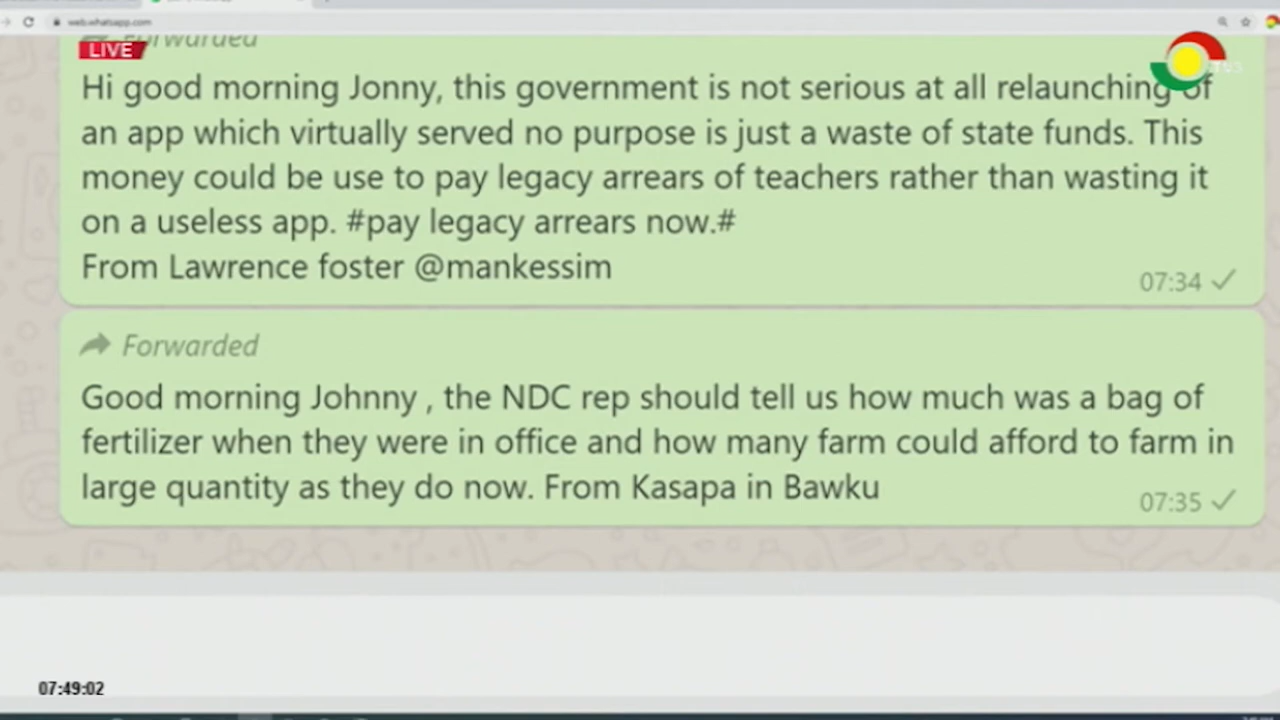 web.whatsapp.com
Forwarded
LIVE
Hi good morning Jonny, this government is not serious at all relaunching of
an app which virtually served no purpose is just a waste of state funds. This
money could be use to pay legacy arrears of teachers rather than wasting it
on a useless app. #pay legacy arrears now.#
From Lawrence foster @mankessim
07:34
Forwarded
Good morning Johnny , the NDC rep should tell us how much was a bag of
fertilizer when they were in office and how many farm could afford to farm in
large quantity as they do now. From Kasapa in Bawku
07:35
07:49:02